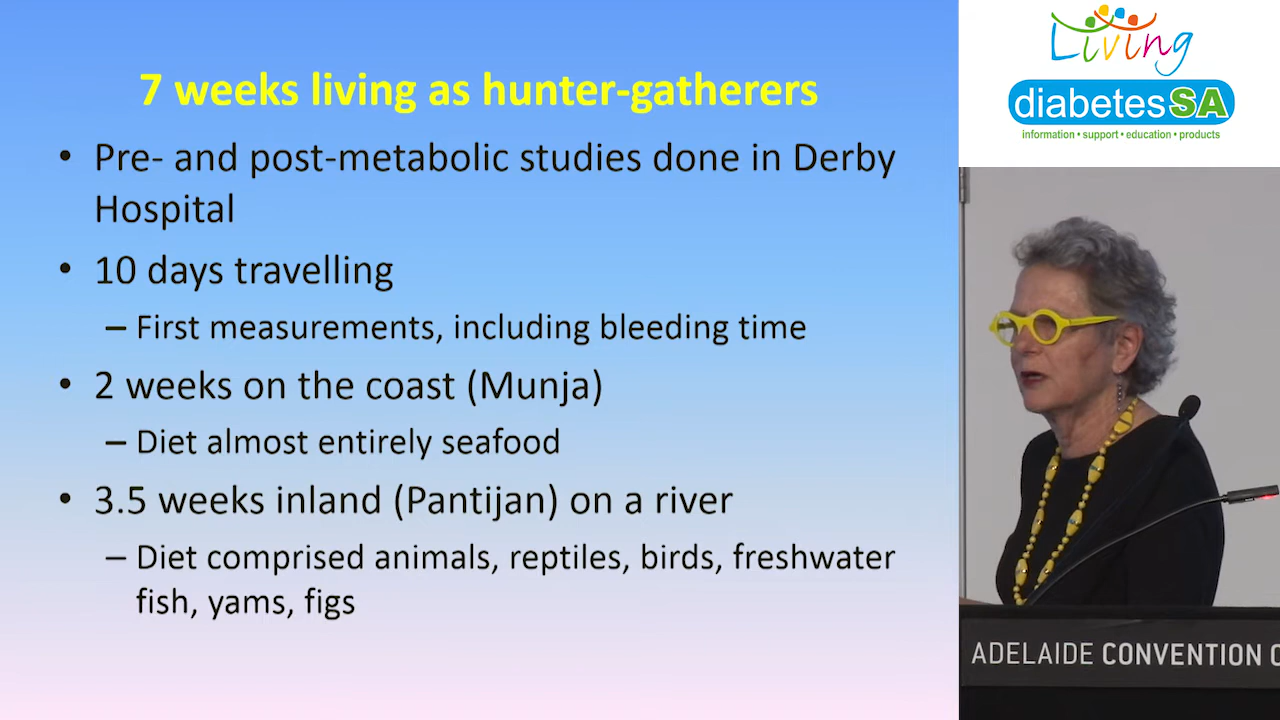 7 weeks living as hunter-gatherers
• Pre- and post-metabolic studies done in Derby
Hospital
• 10 days travelling
– First measurements, including bleeding time
• 2 weeks on the coast (Munja)
– Diet almost entirely seafood
• 3.5 weeks inland (Pantijan) on a river
– Diet comprised animals, reptiles, birds, freshwater
fish, yams, figs
Living
diabetesSA
information • support • education • products
ADELAIDE CONVENTION C